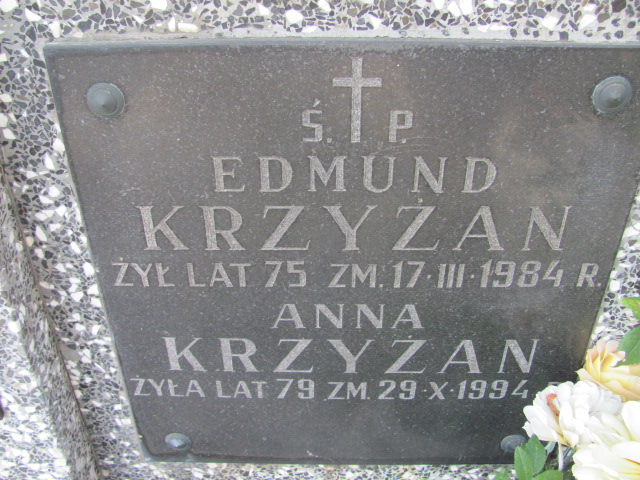 Ś. P.
EDMUND
KRZYŻAN
ŻYŁ LAT 75 ZM. 17·III·1984 R.
ANNA
KRZYŻAN
ŻYŁA LAT 79 ZM. 29·X·1994